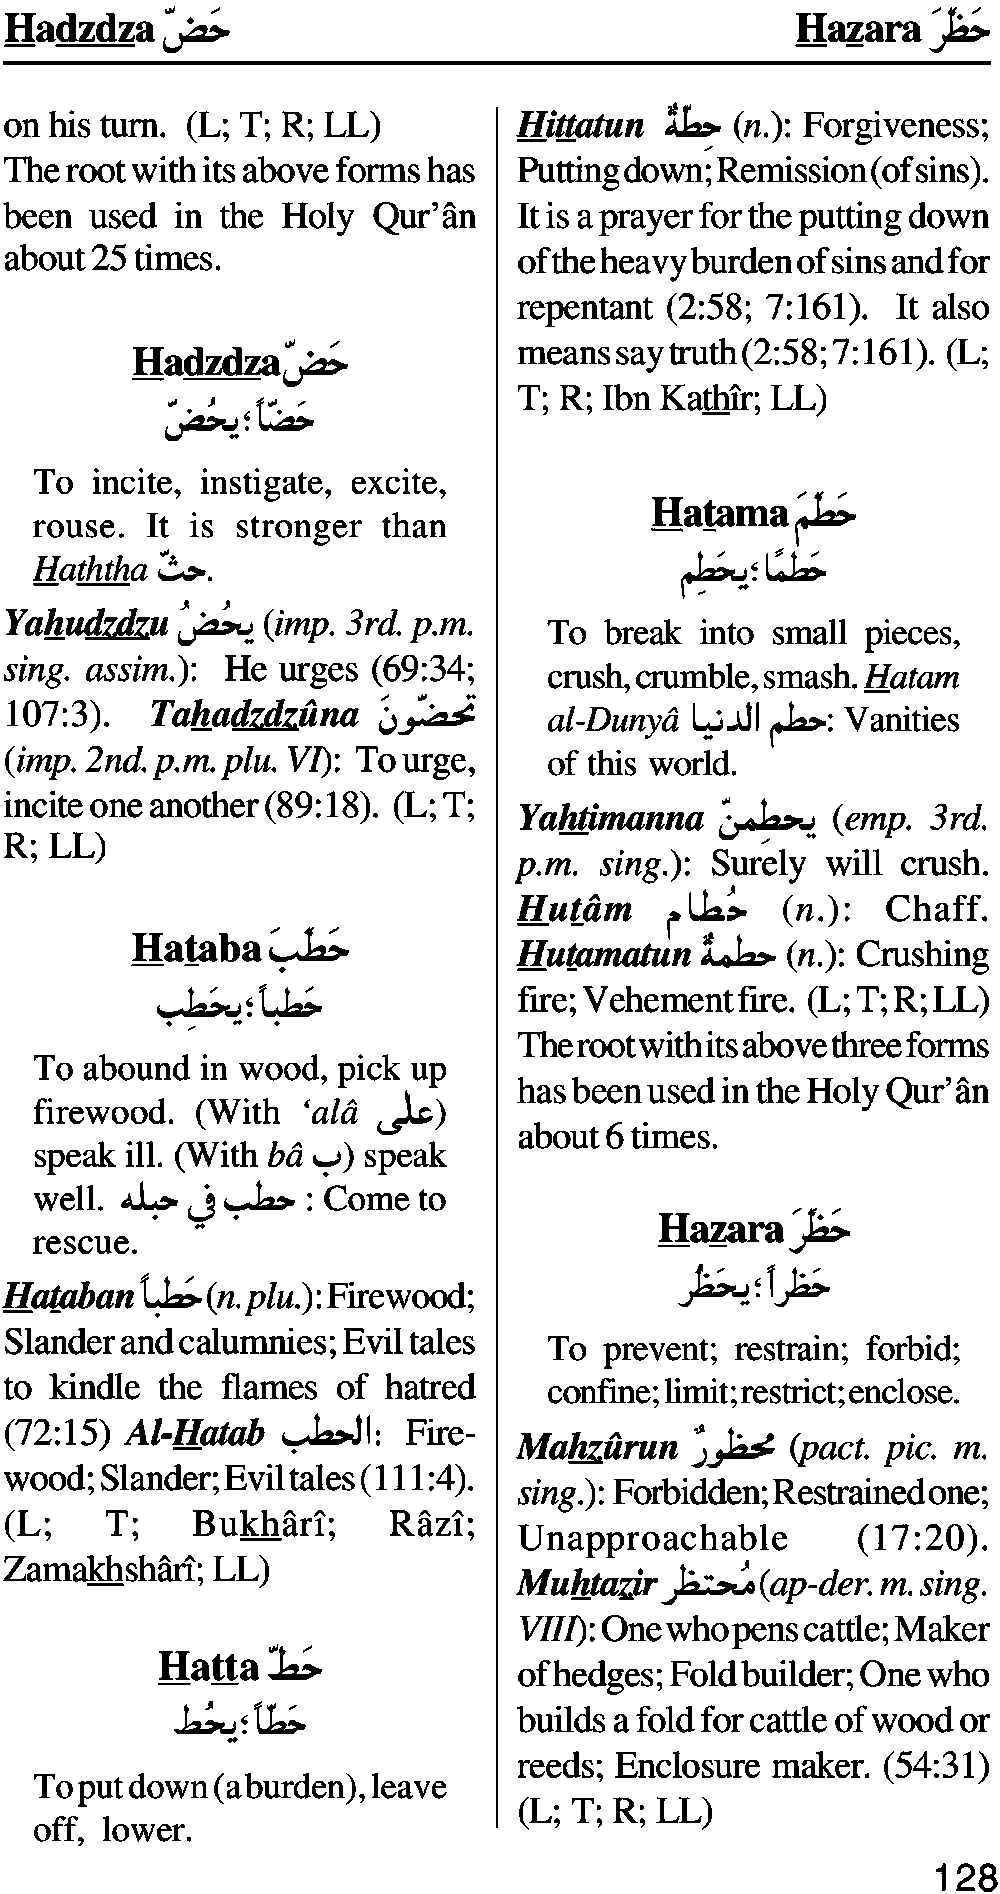 Hadzdza حَضّ
Hazara حَظَرَ
on his turn. (L; T; R; LL)
The root with its above forms has
been used in the Holy Qur’ân
about 25 times.
Hadzdza حَضّ
حَضّاً؛ يحُضّ
To incite, instigate, excite,
rouse. It is stronger than
Haththa حثّ.
Yahudzdzu يحُضُ (imp. 3rd. p.m.
sing. assim.): He urges (69:34;
107:3). Tahadzdzûna تحضّونَ
(imp. 2nd. p.m. plu. VI): To urge,
incite one another (89:18). (L; T;
R; LL)
Hataba حَطَبَ
حَطباً؛ يحَطِب
To abound in wood, pick up
firewood. (With ‘alâ على)
speak ill. (With bâ ب) speak
well. حطب في حبله : Come to
rescue.
Hataban حَطَباً (n. plu.): Firewood;
Slander and calumnies; Evil tales
to kindle the flames of hatred
(72:15) Al-Hatab الحطب: Fire-
wood; Slander; Evil tales (111:4).
(L; T; Bukhârî; Râzî;
Zamakhshârî; LL)
Hatta حَطّ
حَطّاً؛ يحُط
To put down (a burden), leave
off, lower.
Hittatun حِطةٌ (n.): Forgiveness;
Putting down; Remission (of sins).
It is a prayer for the putting down
of the heavy burden of sins and for
repentant (2:58; 7:161). It also
means say truth (2:58; 7:161). (L;
T; R; Ibn Kathîr; LL)
Hatama حَطَمَ
حَطمًا؛ يحَطِم
To break into small pieces,
crush, crumble, smash. Hatam
al-Dunyâ حطم الدنيا: Vanities
of this world.
Yahtimanna يحطِمنّ (emp. 3rd.
p.m. sing.): Surely will crush.
Hutâm حُطام (n.): Chaff.
Hutamatun حطمةٌ (n.): Crushing
fire; Vehement fire. (L; T; R; LL)
The root with its above three forms
has been used in the Holy Qur’ân
about 6 times.
Hazara حَظَرَ
حَظراً؛ يحَظُر
To prevent; restrain; forbid;
confine; limit; restrict; enclose.
Mahzûrun محظورٌ (pact. pic. m.
sing.): Forbidden; Restrained one;
Unapproachable (17:20).
Muhtazir مُحتظر (ap-der. m. sing.
VIII): One who pens cattle; Maker
of hedges; Fold builder; One who
builds a fold for cattle of wood or
reeds; Enclosure maker. (54:31)
(L; T; R; LL)
128